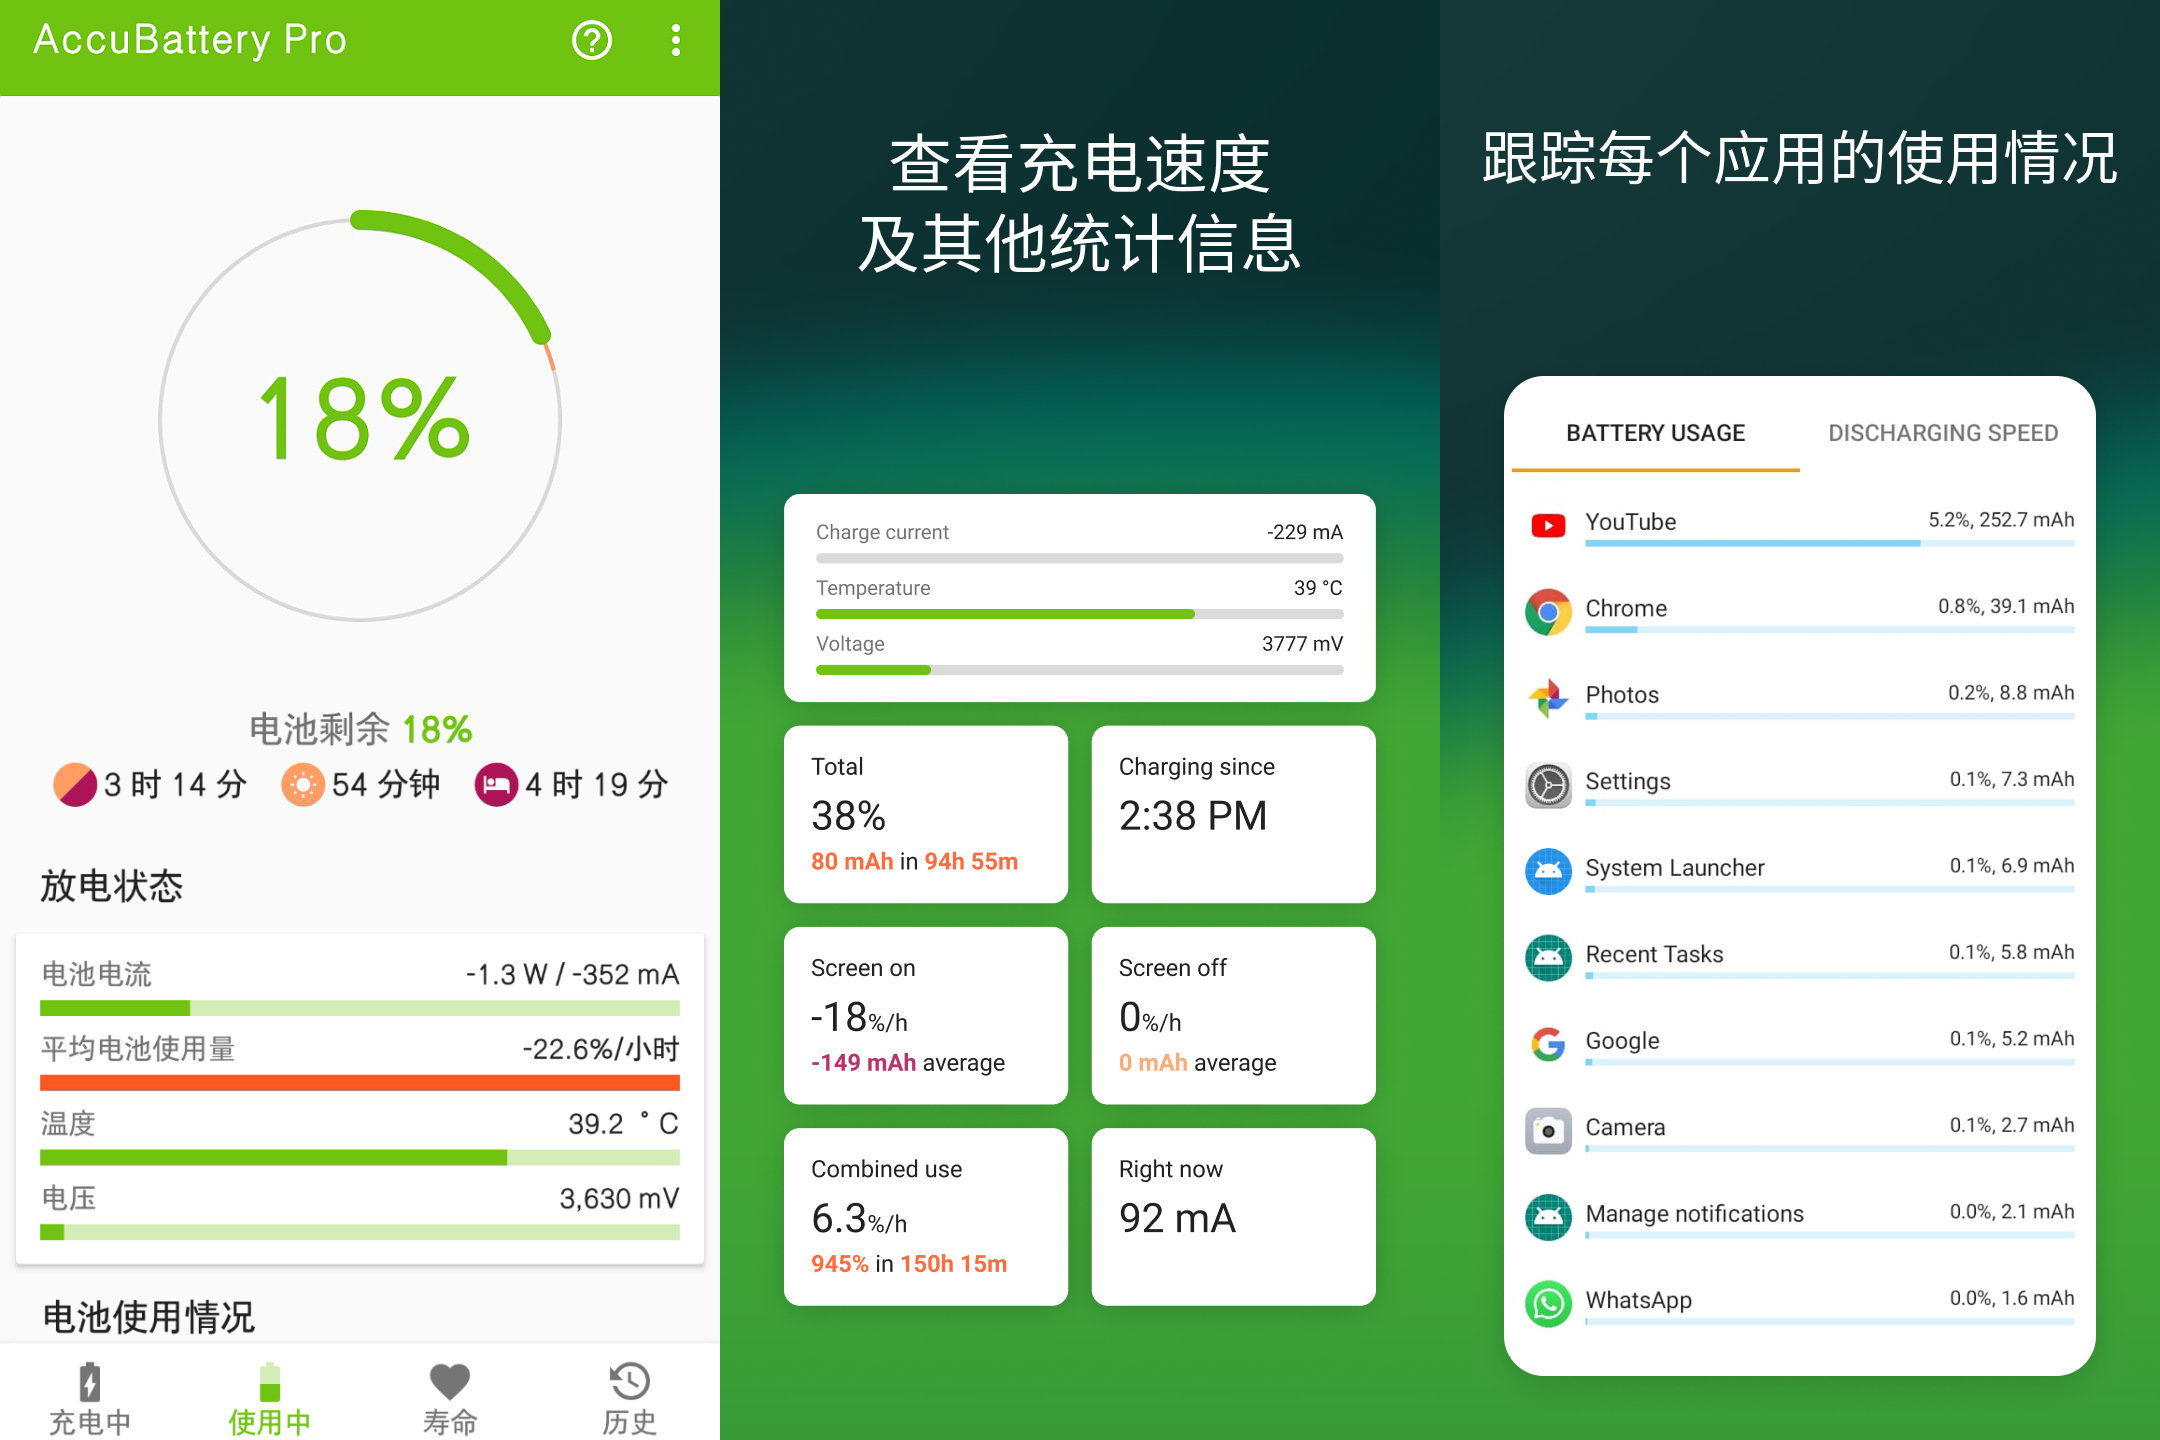 AccuBattery Pro
18%
电池剩余 18%
3 时 14 分 54 分钟 4 时 19 分
放电状态
电池电流 -1.3 W / -352 mA
平均电池使用量 -22.6%/小时
温度 39.2 ° C
电压 3,630 mV
电池使用情况
充电中 使用中 寿命 历史
查看充电速度
及其他统计信息
Charge current -229 mA
Temperature 39 °C
Voltage 3777 mV
Total
38%
80 mAh in 94h 55m
Charging since
2:38 PM
Screen on
-18%/h
-149 mAh average
Screen off
0%/h
0 mAh average
Combined use
6.3%/h
945% in 150h 15m
Right now
92 mA
跟踪每个应用的使用情况
BATTERY USAGE DISCHARGING SPEED
YouTube 5.2%, 252.7 mAh
Chrome 0.8%, 39.1 mAh
Photos 0.2%, 8.8 mAh
Settings 0.1%, 7.3 mAh
System Launcher 0.1%, 6.9 mAh
Recent Tasks 0.1%, 5.8 mAh
Google 0.1%, 5.2 mAh
Camera 0.1%, 2.7 mAh
Manage notifications 0.0%, 2.1 mAh
WhatsApp 0.0%, 1.6 mAh